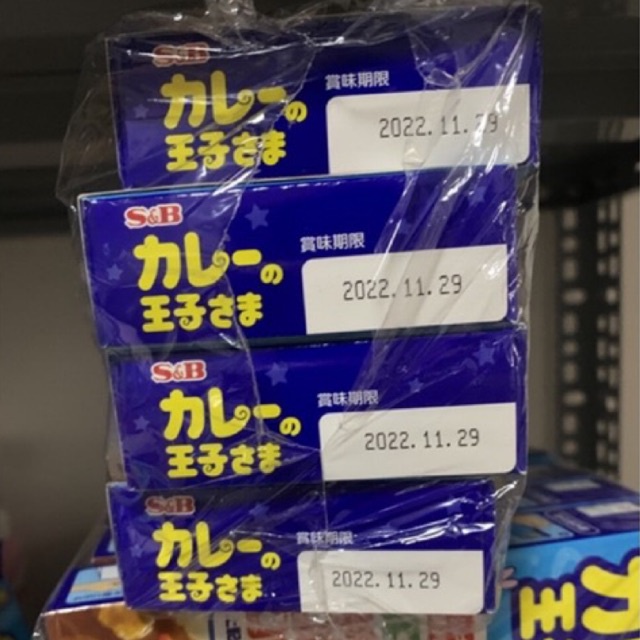 S&B
カレーの
王子さま
賞味期限
2022.11.29
S&B
カレーの
王子さま
賞味期限
2022.11.29
S&B
カレーの
王子さま
賞味期限
2022.11.29
S&B
カレーの
王子さま
賞味期限
2022.11.29
カ
王